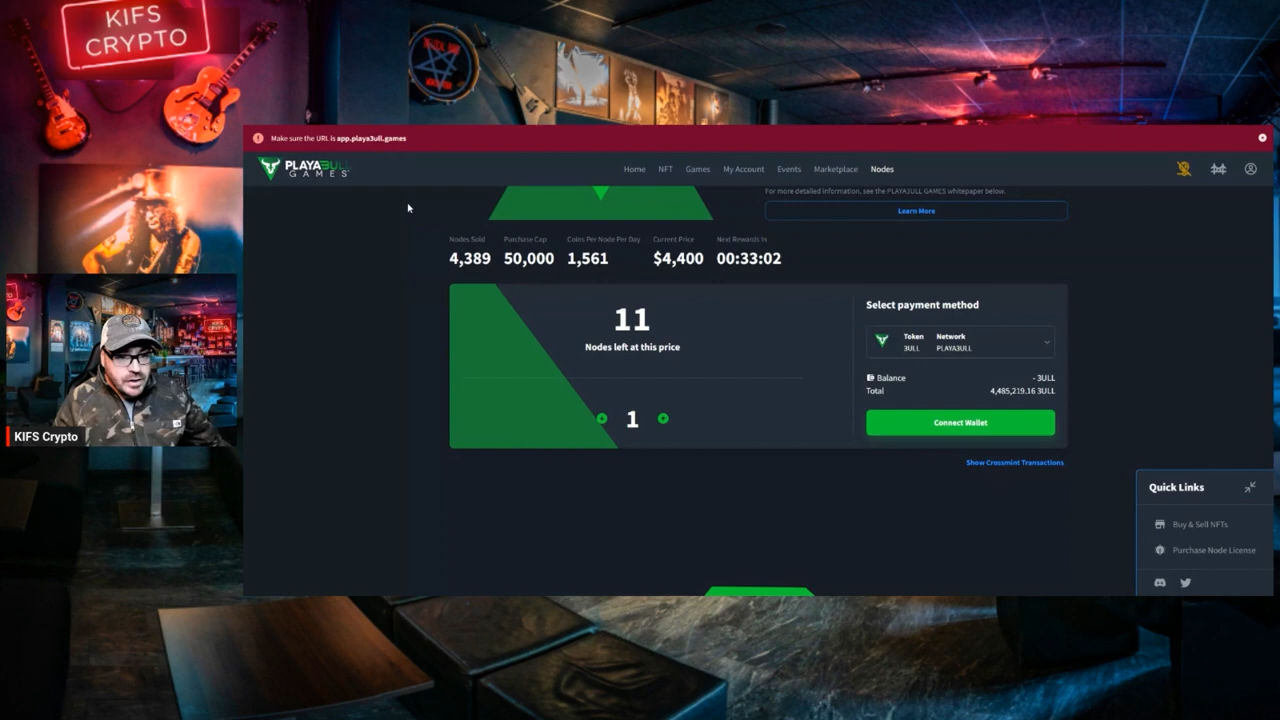 KIFS
CRYPTO
Make sure the URL is app.playa3ull.games
PLAYA3ULL
GAMES
Home
NFT
Games
My Account
Events
Marketplace
Nodes
For more detailed information, see the PLAYA3ULL GAMES whitepaper below.
Learn More
Nodes Sold
Purchase Cap
Coins Per Node Per Day
Current Price
Next Rewards In
4,389
50,000
1,561
$4,400
00:33:02
11
Nodes left at this price
1
Select payment method
Token
Network
3ULL
PLAYA3ULL
Balance
- 3ULL
Total
4,485,219.16 3ULL
Connect Wallet
Show Crossmint Transactions
Quick Links
Buy & Sell NFTs
Purchase Node License
KIFS Crypto